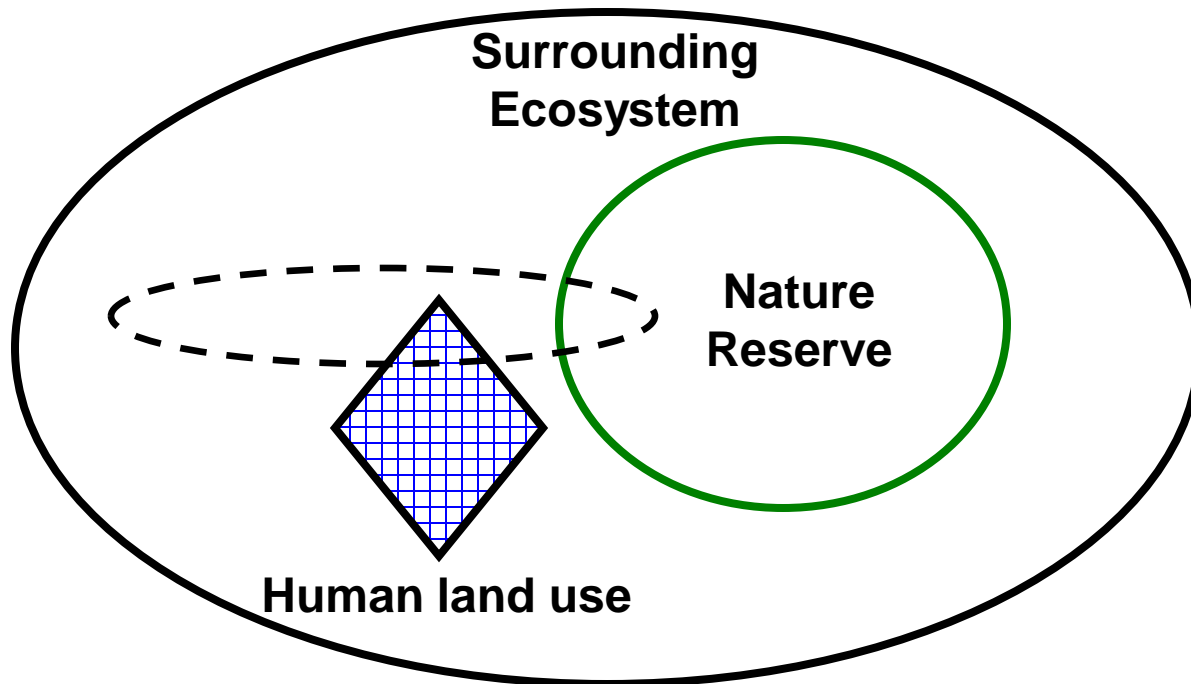 Surrounding
Ecosystem
Nature
Reserve
Human land use